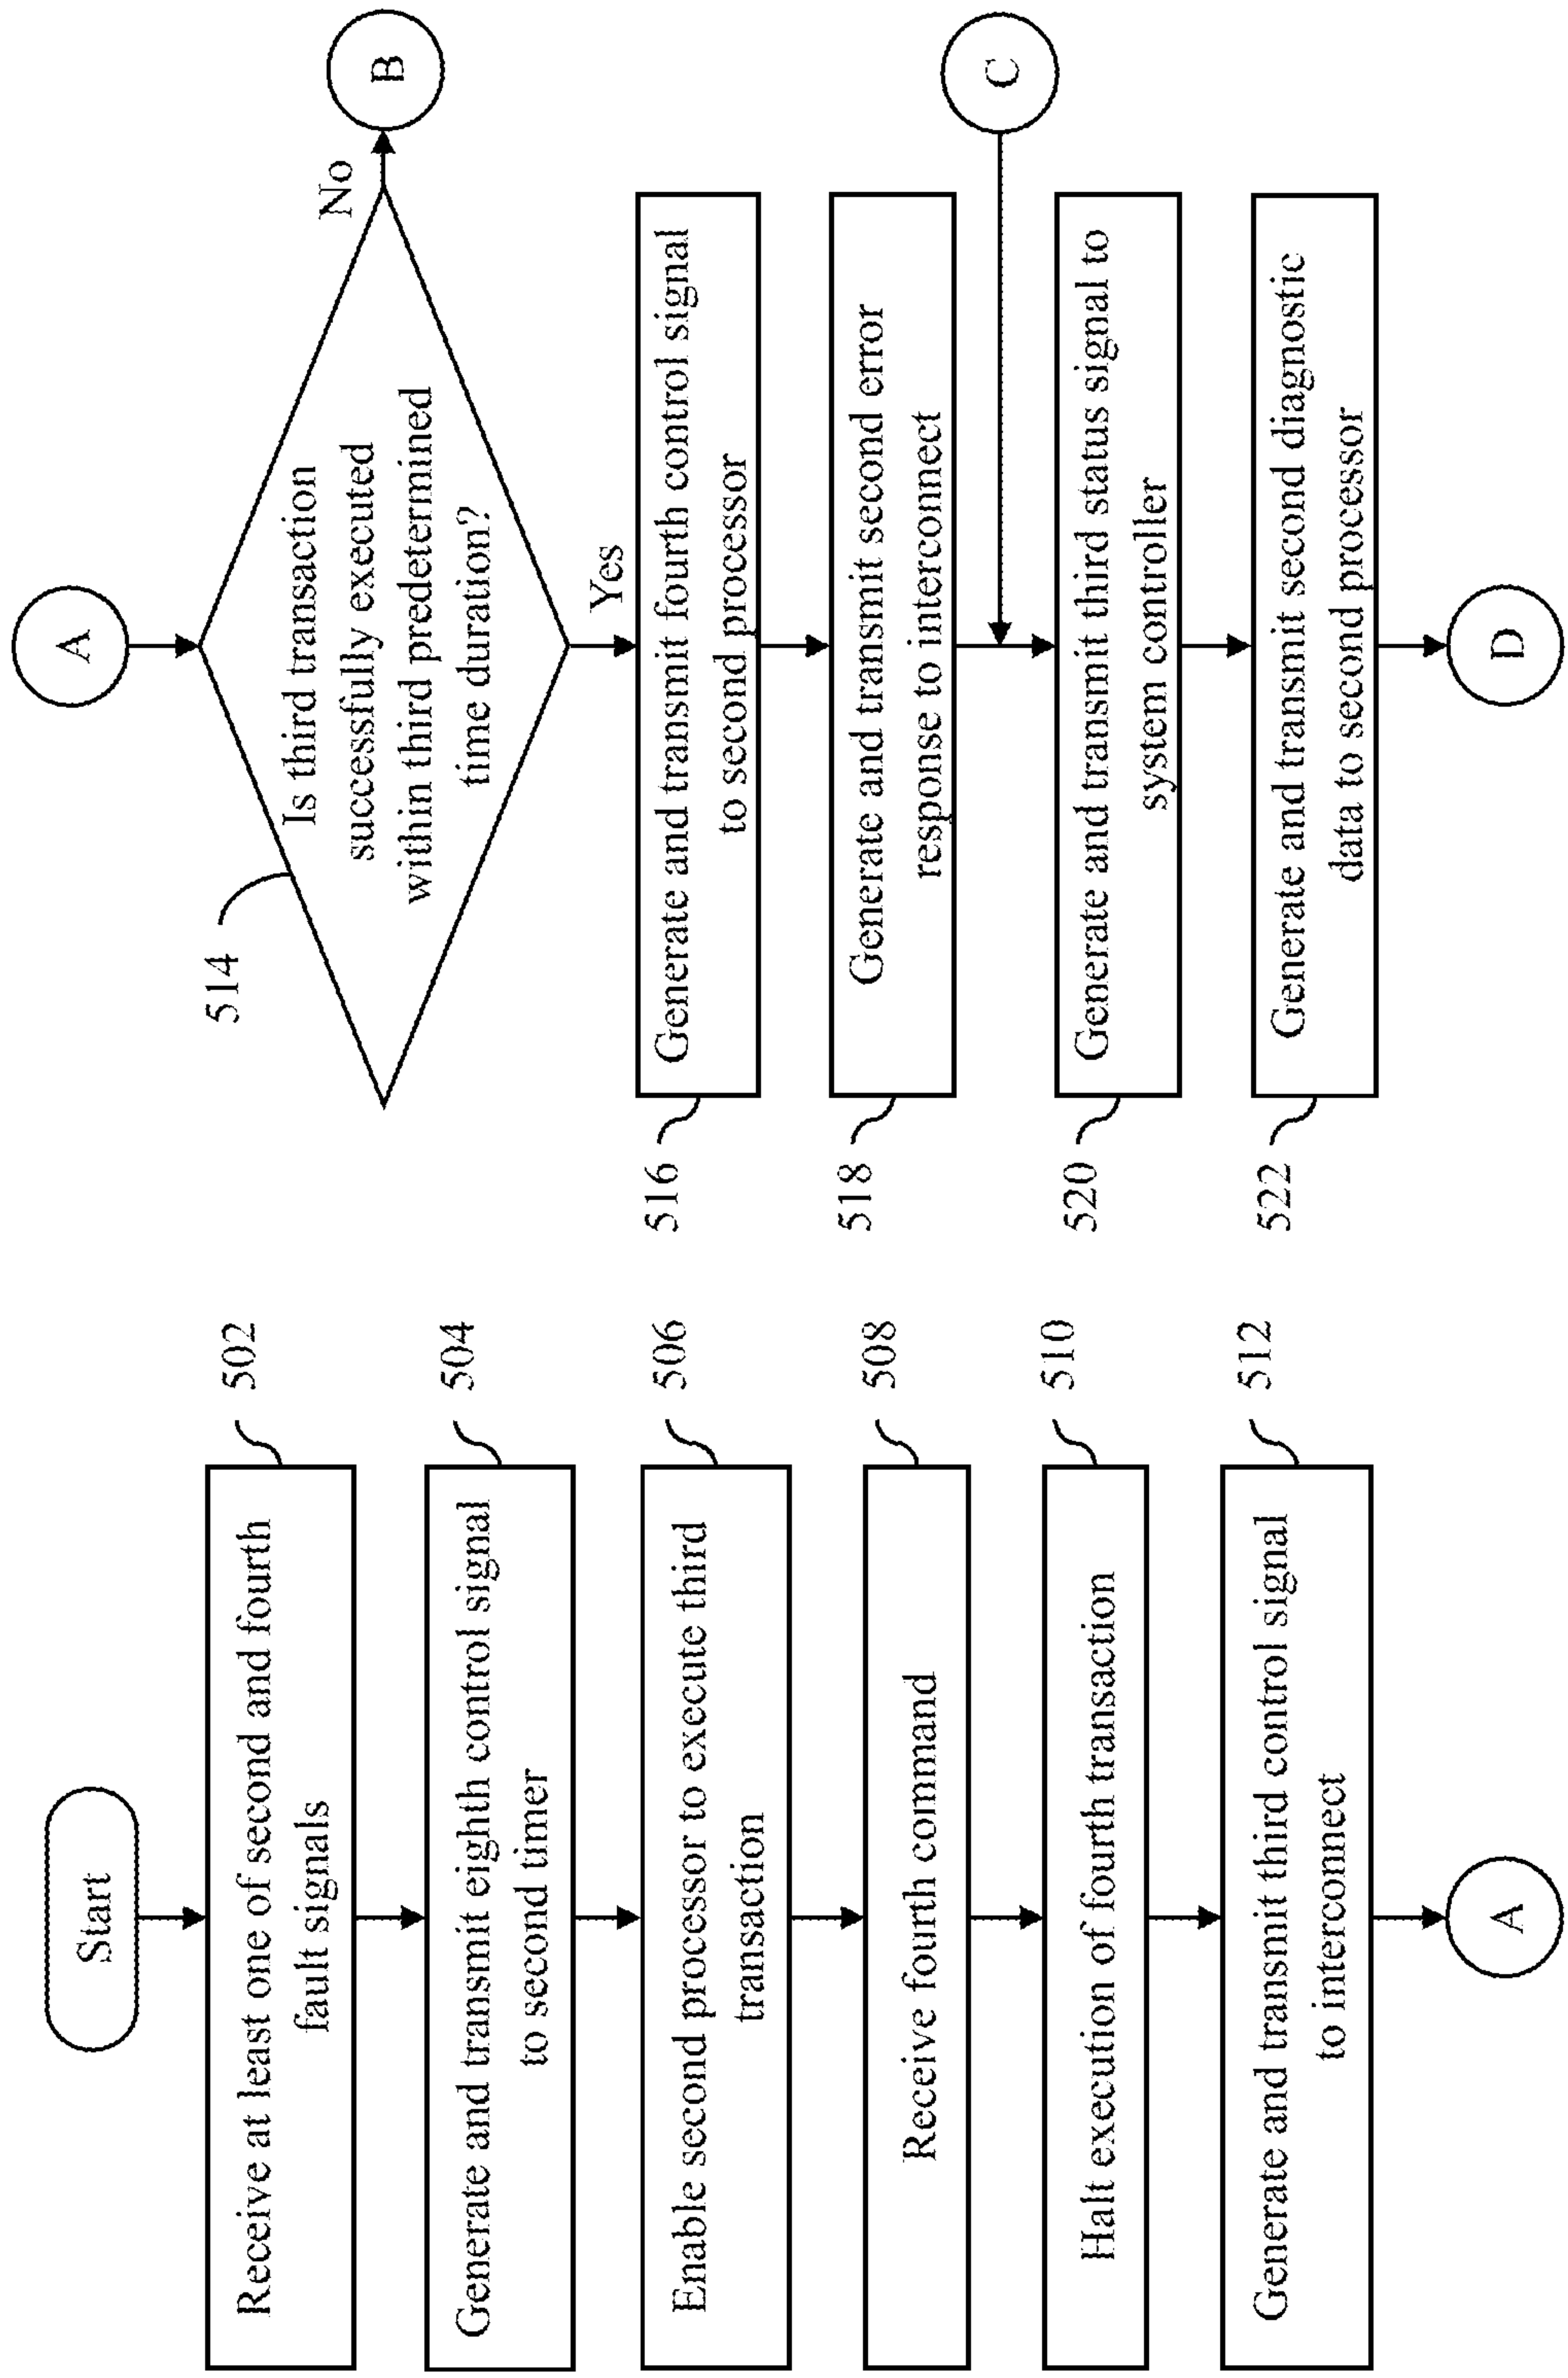 Start
Receive at least one of second and fourth
fault signals
502
Generate and transmit eighth control signal
to second timer
504
Enable second processor to execute third
transaction
506
Receive fourth command
508
Halt execution of fourth transaction
510
Generate and transmit third control signal
to interconnect
512
A
A
Is third transaction
successfully executed
within third predetermined
time duration?
514
No
B
Yes
Generate and transmit fourth control signal
to second processor
516
Generate and transmit second error
response to interconnect
518
C
Generate and transmit third status signal to
system controller
520
Generate and transmit second diagnostic
data to second processor
522
D